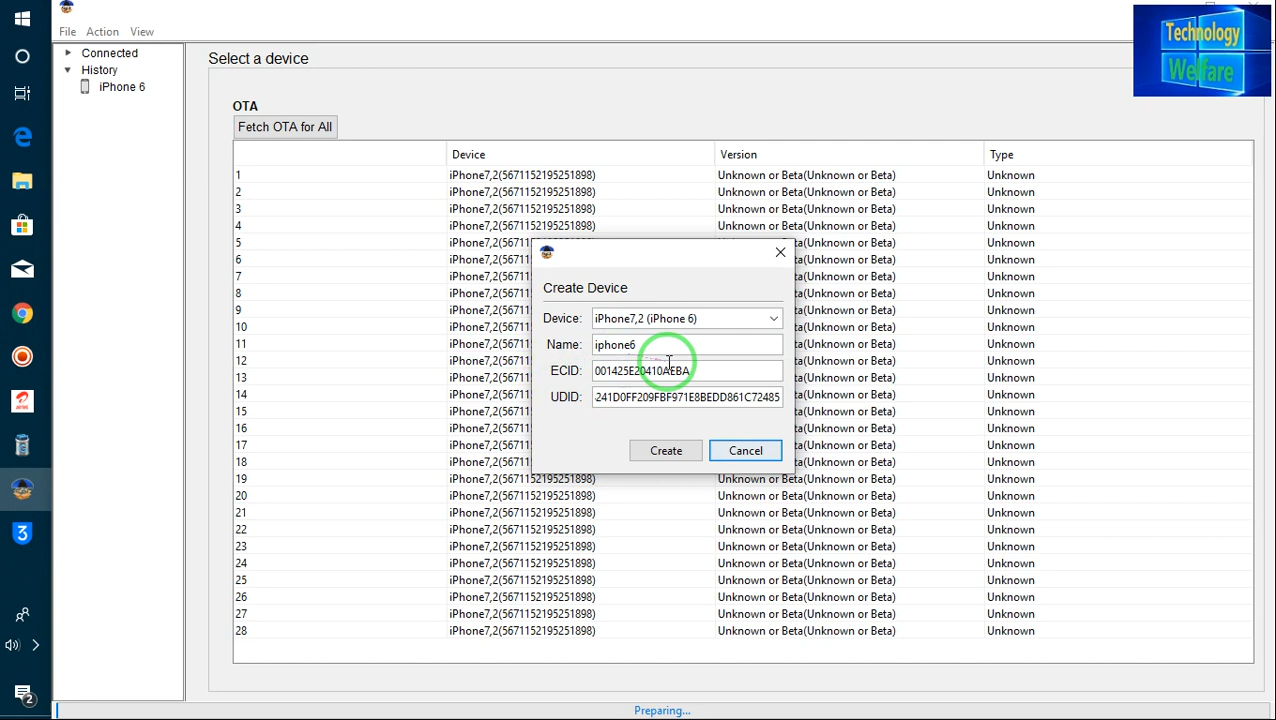 File Action View
Technology
Welfare
Connected
History
iPhone 6
Select a device
OTA
Fetch OTA for All
Device Version Type
1 iPhone7,2(5671152195251898) Unknown or Beta(Unknown or Beta) Unknown
2 iPhone7,2(5671152195251898) Unknown or Beta(Unknown or Beta) Unknown
3 iPhone7,2(5671152195251898) Unknown or Beta(Unknown or Beta) Unknown
4 iPhone7,2(5671152195251898) Unknown or Beta(Unknown or Beta) Unknown
5 iPhone7,2(5671 Unknown or Beta) Unknown
6 iPhone7,2(5671 Unknown or Beta) Unknown
7 iPhone7,2(5671 Unknown or Beta) Unknown
8 iPhone7,2(5671 Unknown or Beta) Unknown
9 iPhone7,2(5671 Unknown or Beta) Unknown
10 iPhone7,2(5671 Unknown or Beta) Unknown
11 iPhone7,2(5671 Unknown or Beta) Unknown
12 iPhone7,2(5671 Unknown or Beta) Unknown
13 iPhone7,2(5671 Unknown or Beta) Unknown
14 iPhone7,2(5671 Unknown or Beta) Unknown
15 iPhone7,2(5671 Unknown or Beta) Unknown
16 iPhone7,2(5671 Unknown or Beta) Unknown
17 iPhone7,2(5671 Unknown or Beta) Unknown
18 iPhone7,2(5671 Unknown or Beta) Unknown
19 iPhone7,2(5671152195251898) Unknown or Beta(Unknown or Beta) Unknown
20 iPhone7,2(5671152195251898) Unknown or Beta(Unknown or Beta) Unknown
21 iPhone7,2(5671152195251898) Unknown or Beta(Unknown or Beta) Unknown
22 iPhone7,2(5671152195251898) Unknown or Beta(Unknown or Beta) Unknown
23 iPhone7,2(5671152195251898) Unknown or Beta(Unknown or Beta) Unknown
24 iPhone7,2(5671152195251898) Unknown or Beta(Unknown or Beta) Unknown
25 iPhone7,2(5671152195251898) Unknown or Beta(Unknown or Beta) Unknown
26 iPhone7,2(5671152195251898) Unknown or Beta(Unknown or Beta) Unknown
27 iPhone7,2(5671152195251898) Unknown or Beta(Unknown or Beta) Unknown
28 iPhone7,2(5671152195251898) Unknown or Beta(Unknown or Beta) Unknown
Create Device
Device: iPhone7,2 (iPhone 6)
Name: iphone6
ECID: 001425E20410AEBA
UDID: 241D0FF209FBF971E8BEDD861C72485
Create Cancel
airtel
3
2
Preparing...